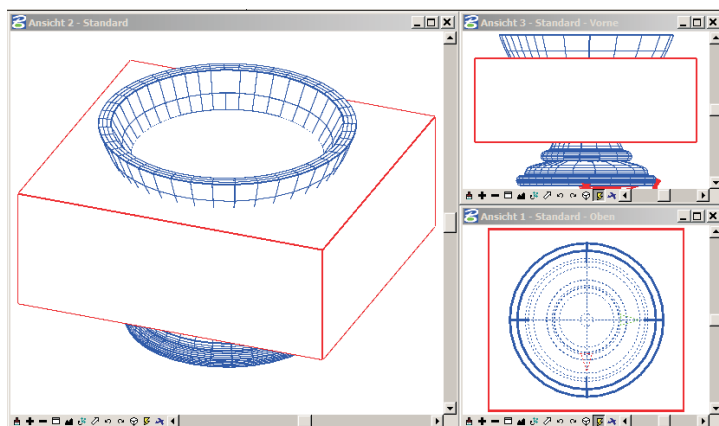 Ansicht 2 - Standard
Ansicht 3 - Standard - Vorne
Ansicht 1 - Standard - Oben